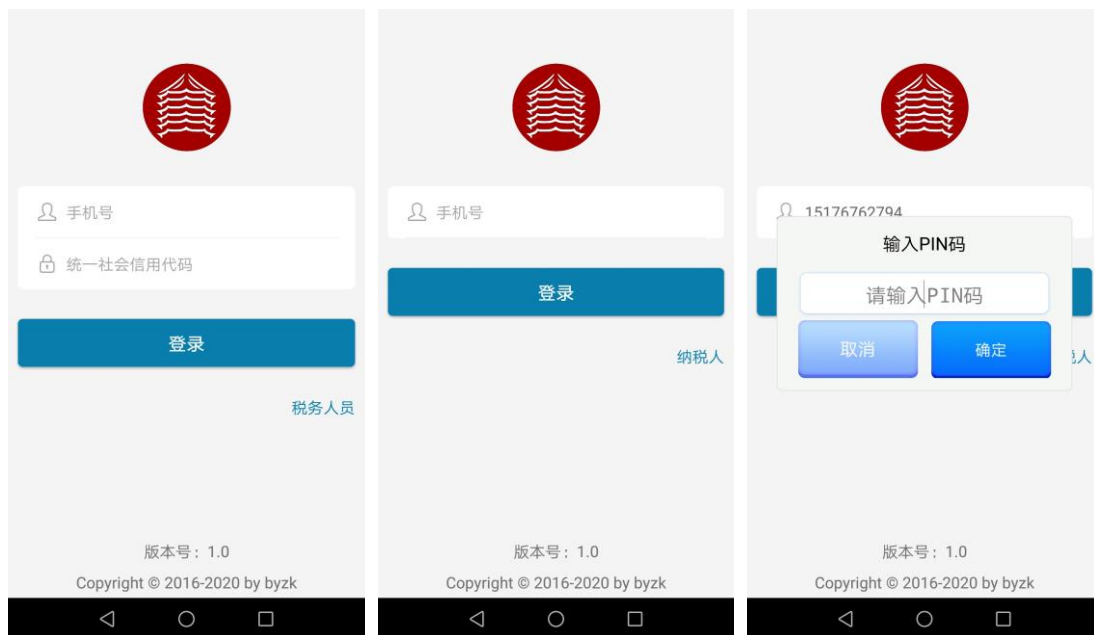 手机号
统一社会信用代码
登录
税务人员
版本号：1.0
Copyright © 2016-2020 by byzk
手机号
登录
纳税人
版本号：1.0
Copyright © 2016-2020 by byzk
15176762794
输入PIN码
请输入PIN码
取消
确定
人
版本号：1.0
Copyright © 2016-2020 by byzk